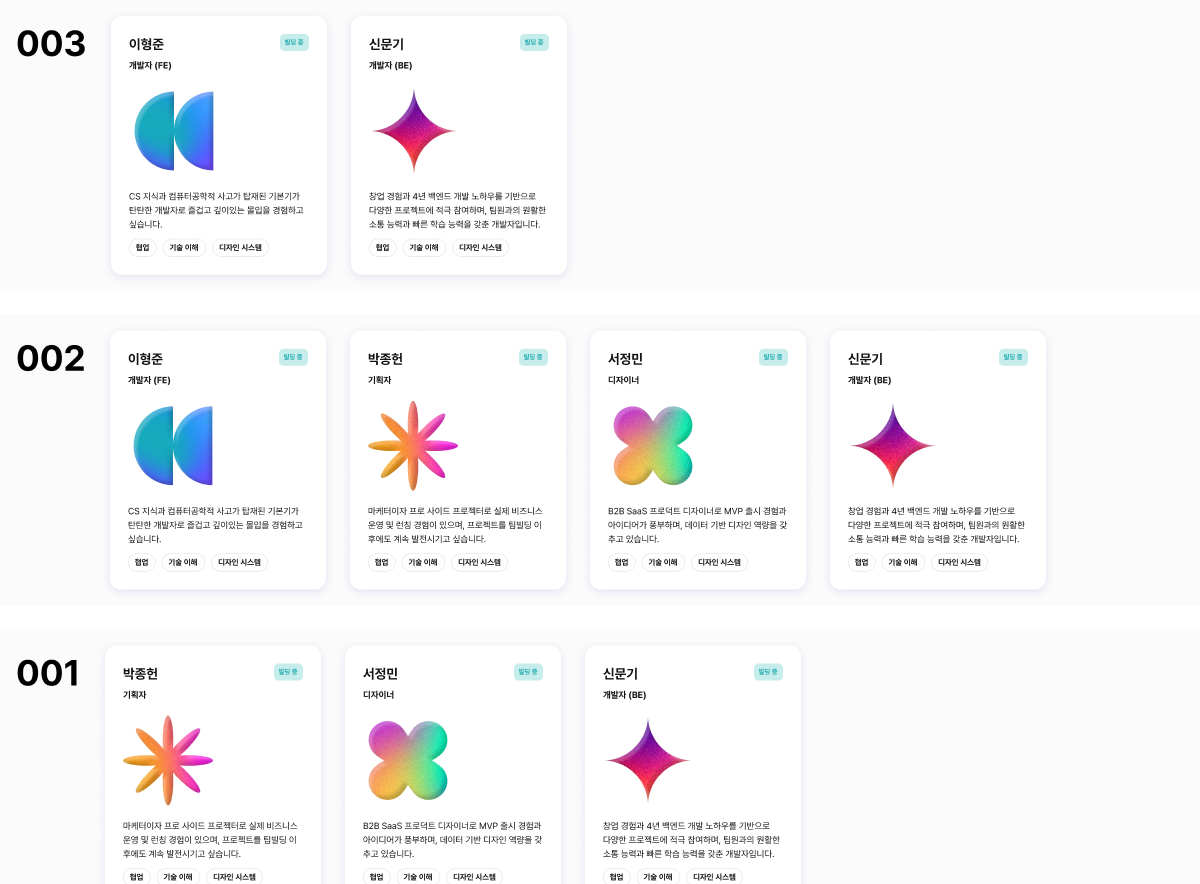 003
이형준
빌딩 중
개발자 (FE)
CS 지식과 컴퓨터공학적 사고가 탑재된 기본기가
탄탄한 개발자로 즐겁고 깊이있는 몰입을 경험하고
싶습니다.
협업 기술 이해 디자인 시스템
신문기
빌딩 중
개발자 (BE)
창업 경험과 4년 백엔드 개발 노하우를 기반으로
다양한 프로젝트에 적극 참여하며, 팀원과의 원활한
소통 능력과 빠른 학습 능력을 갖춘 개발자입니다.
협업 기술 이해 디자인 시스템
002
이형준
빌딩 중
개발자 (FE)
CS 지식과 컴퓨터공학적 사고가 탑재된 기본기가
탄탄한 개발자로 즐겁고 깊이있는 몰입을 경험하고
싶습니다.
협업 기술 이해 디자인 시스템
박종헌
빌딩 중
기획자
마케터이자 프로 사이드 프로젝터로 실제 비즈니스
운영 및 런칭 경험이 있으며, 프로젝트를 팀빌딩 이
후에도 계속 발전시기고 싶습니다.
협업 기술 이해 디자인 시스템
서정민
빌딩 중
디자이너
B2B SaaS 프로덕트 디자이너로 MVP 출시 경험과
아이디어가 풍부하며, 데이터 기반 디자인 역량을 갖
추고 있습니다.
협업 기술 이해 디자인 시스템
신문기
빌딩 중
개발자 (BE)
창업 경험과 4년 백엔드 개발 노하우를 기반으로
다양한 프로젝트에 적극 참여하며, 팀원과의 원활한
소통 능력과 빠른 학습 능력을 갖춘 개발자입니다.
협업 기술 이해 디자인 시스템
001
박종헌
빌딩 중
기획자
마케터이자 프로 사이드 프로젝터로 실제 비즈니스
운영 및 런칭 경험이 있으며, 프로젝트를 팀빌딩 이
후에도 계속 발전시기고 싶습니다.
협업 기술 이해 디자인 시스템
서정민
빌딩 중
디자이너
B2B SaaS 프로덕트 디자이너로 MVP 출시 경험과
아이디어가 풍부하며, 데이터 기반 디자인 역량을 갖
추고 있습니다.
협업 기술 이해 디자인 시스템
신문기
빌딩 중
개발자 (BE)
창업 경험과 4년 백엔드 개발 노하우를 기반으로
다양한 프로젝트에 적극 참여하며, 팀원과의 원활한
소통 능력과 빠른 학습 능력을 갖춘 개발자입니다.
협업 기술 이해 디자인 시스템